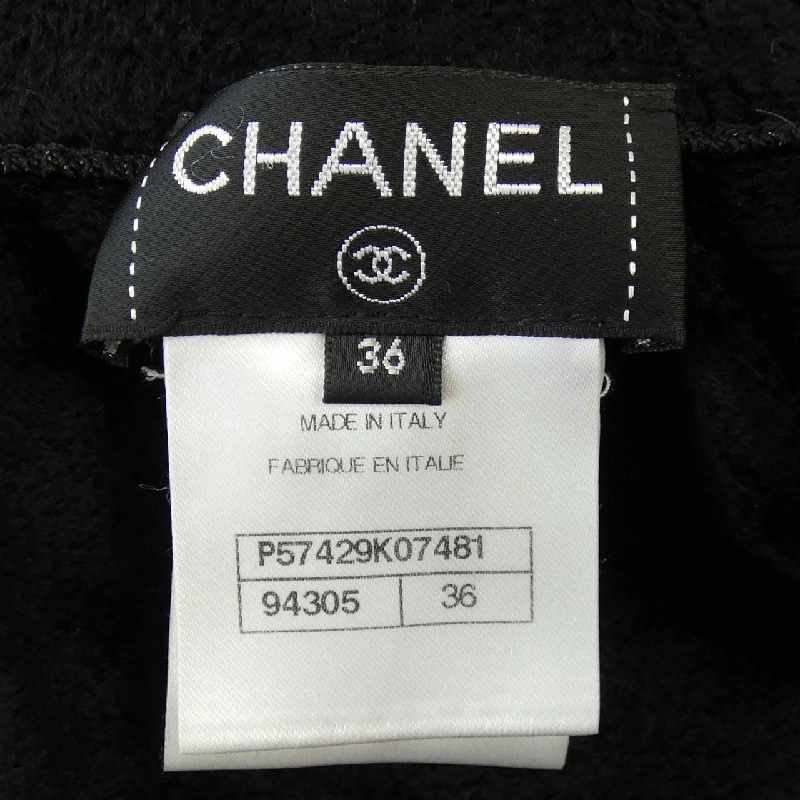 CHANEL
36
MADE IN ITALY
FABRIQUE EN ITALIE
P57429K07481
94305 36